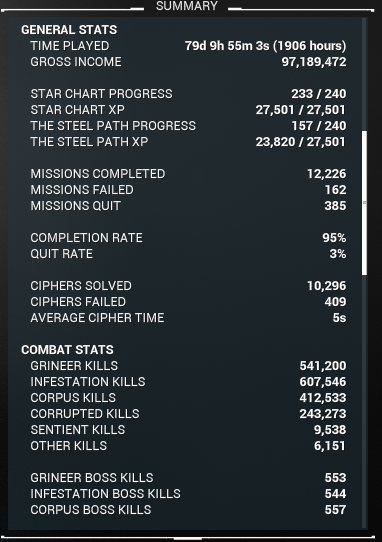 SUMMARY
GENERAL STATS
TIME PLAYED 79d 9h 55m 3s (1906 hours)
GROSS INCOME 97,189,472
STAR CHART PROGRESS 233 / 240
STAR CHART XP 27,501 / 27,501
THE STEEL PATH PROGRESS 157 / 240
THE STEEL PATH XP 23,820 / 27,501
MISSIONS COMPLETED 12,226
MISSIONS FAILED 162
MISSIONS QUIT 385
COMPLETION RATE 95%
QUIT RATE 3%
CIPHERS SOLVED 10,296
CIPHERS FAILED 409
AVERAGE CIPHER TIME 5s
COMBAT STATS
GRINEER KILLS 541,200
INFESTATION KILLS 607,546
CORPUS KILLS 412,533
CORRUPTED KILLS 243,273
SENTIENT KILLS 9,538
OTHER KILLS 6,151
GRINEER BOSS KILLS 553
INFESTATION BOSS KILLS 544
CORPUS BOSS KILLS 557